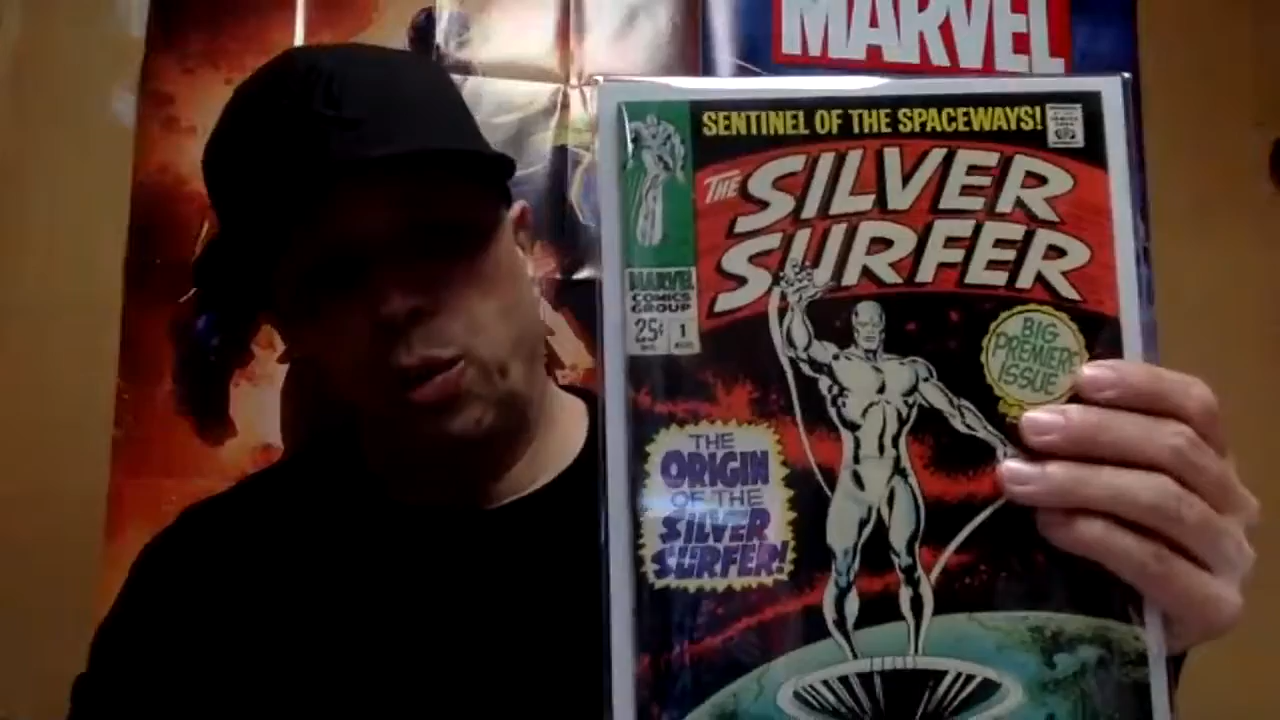 MARVEL
SENTINEL OF THE SPACEWAYS!
THE SILVER
SURFER
MARVEL
COMICS
GROUP
25¢ 1
BIG
PREMIERE
ISSUE
THE
ORIGIN
OF THE
SILVER
SURFER!